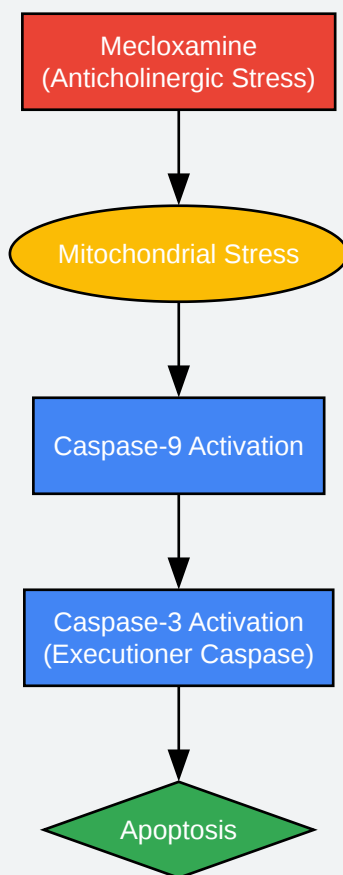 Mecloxamine
(Anticholinergic Stress)
Mitochondrial Stress
Caspase-9 Activation
Caspase-3 Activation
(Executioner Caspase)
Apoptosis